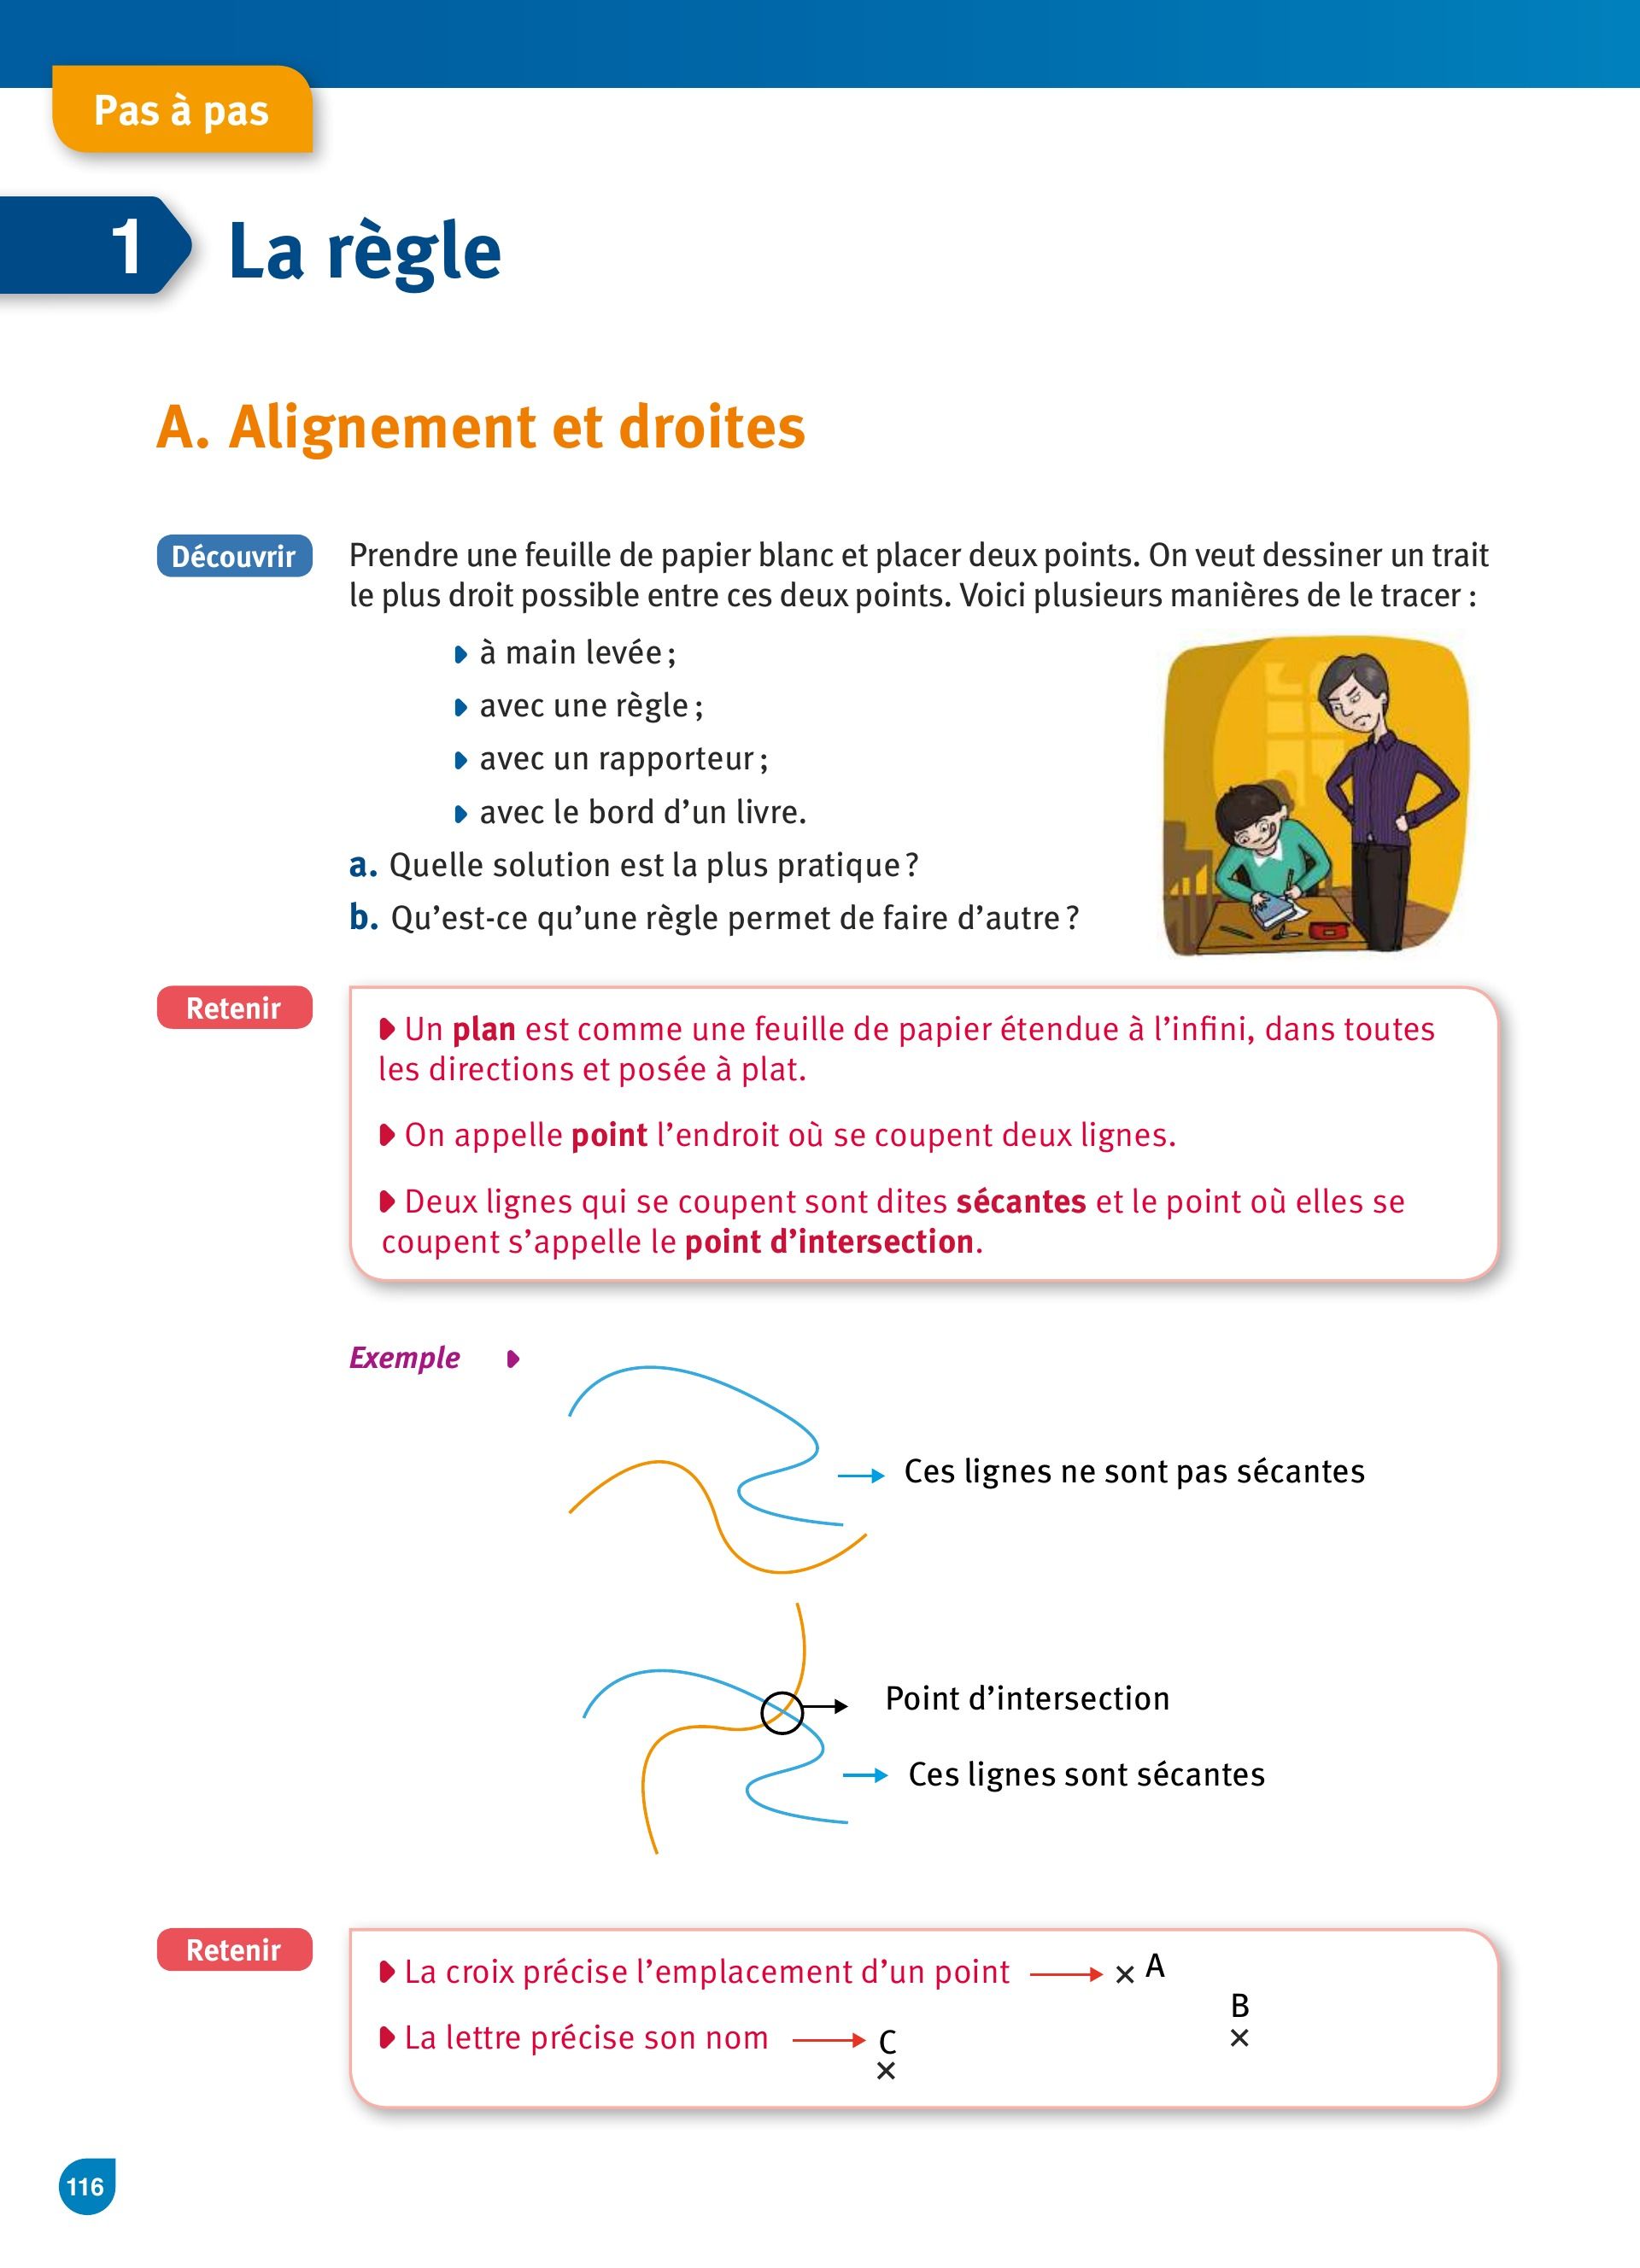 Pas à pas
1 La règle
A. Alignement et droites
Découvrir
Prendre une feuille de papier blanc et placer deux points. On veut dessiner un trait
le plus droit possible entre ces deux points. Voici plusieurs manières de le tracer :
à main levée ;
avec une règle ;
avec un rapporteur ;
avec le bord d’un livre.
a. Quelle solution est la plus pratique ?
b. Qu’est-ce qu’une règle permet de faire d’autre ?
Retenir
Un plan est comme une feuille de papier étendue à l’infini, dans toutes
les directions et posée à plat.
On appelle point l’endroit où se coupent deux lignes.
Deux lignes qui se coupent sont dites sécantes et le point où elles se
coupent s’appelle le point d’intersection.
Exemple
Ces lignes ne sont pas sécantes
Point d’intersection
Ces lignes sont sécantes
Retenir
La croix précise l’emplacement d’un point
A
B
La lettre précise son nom
C
116